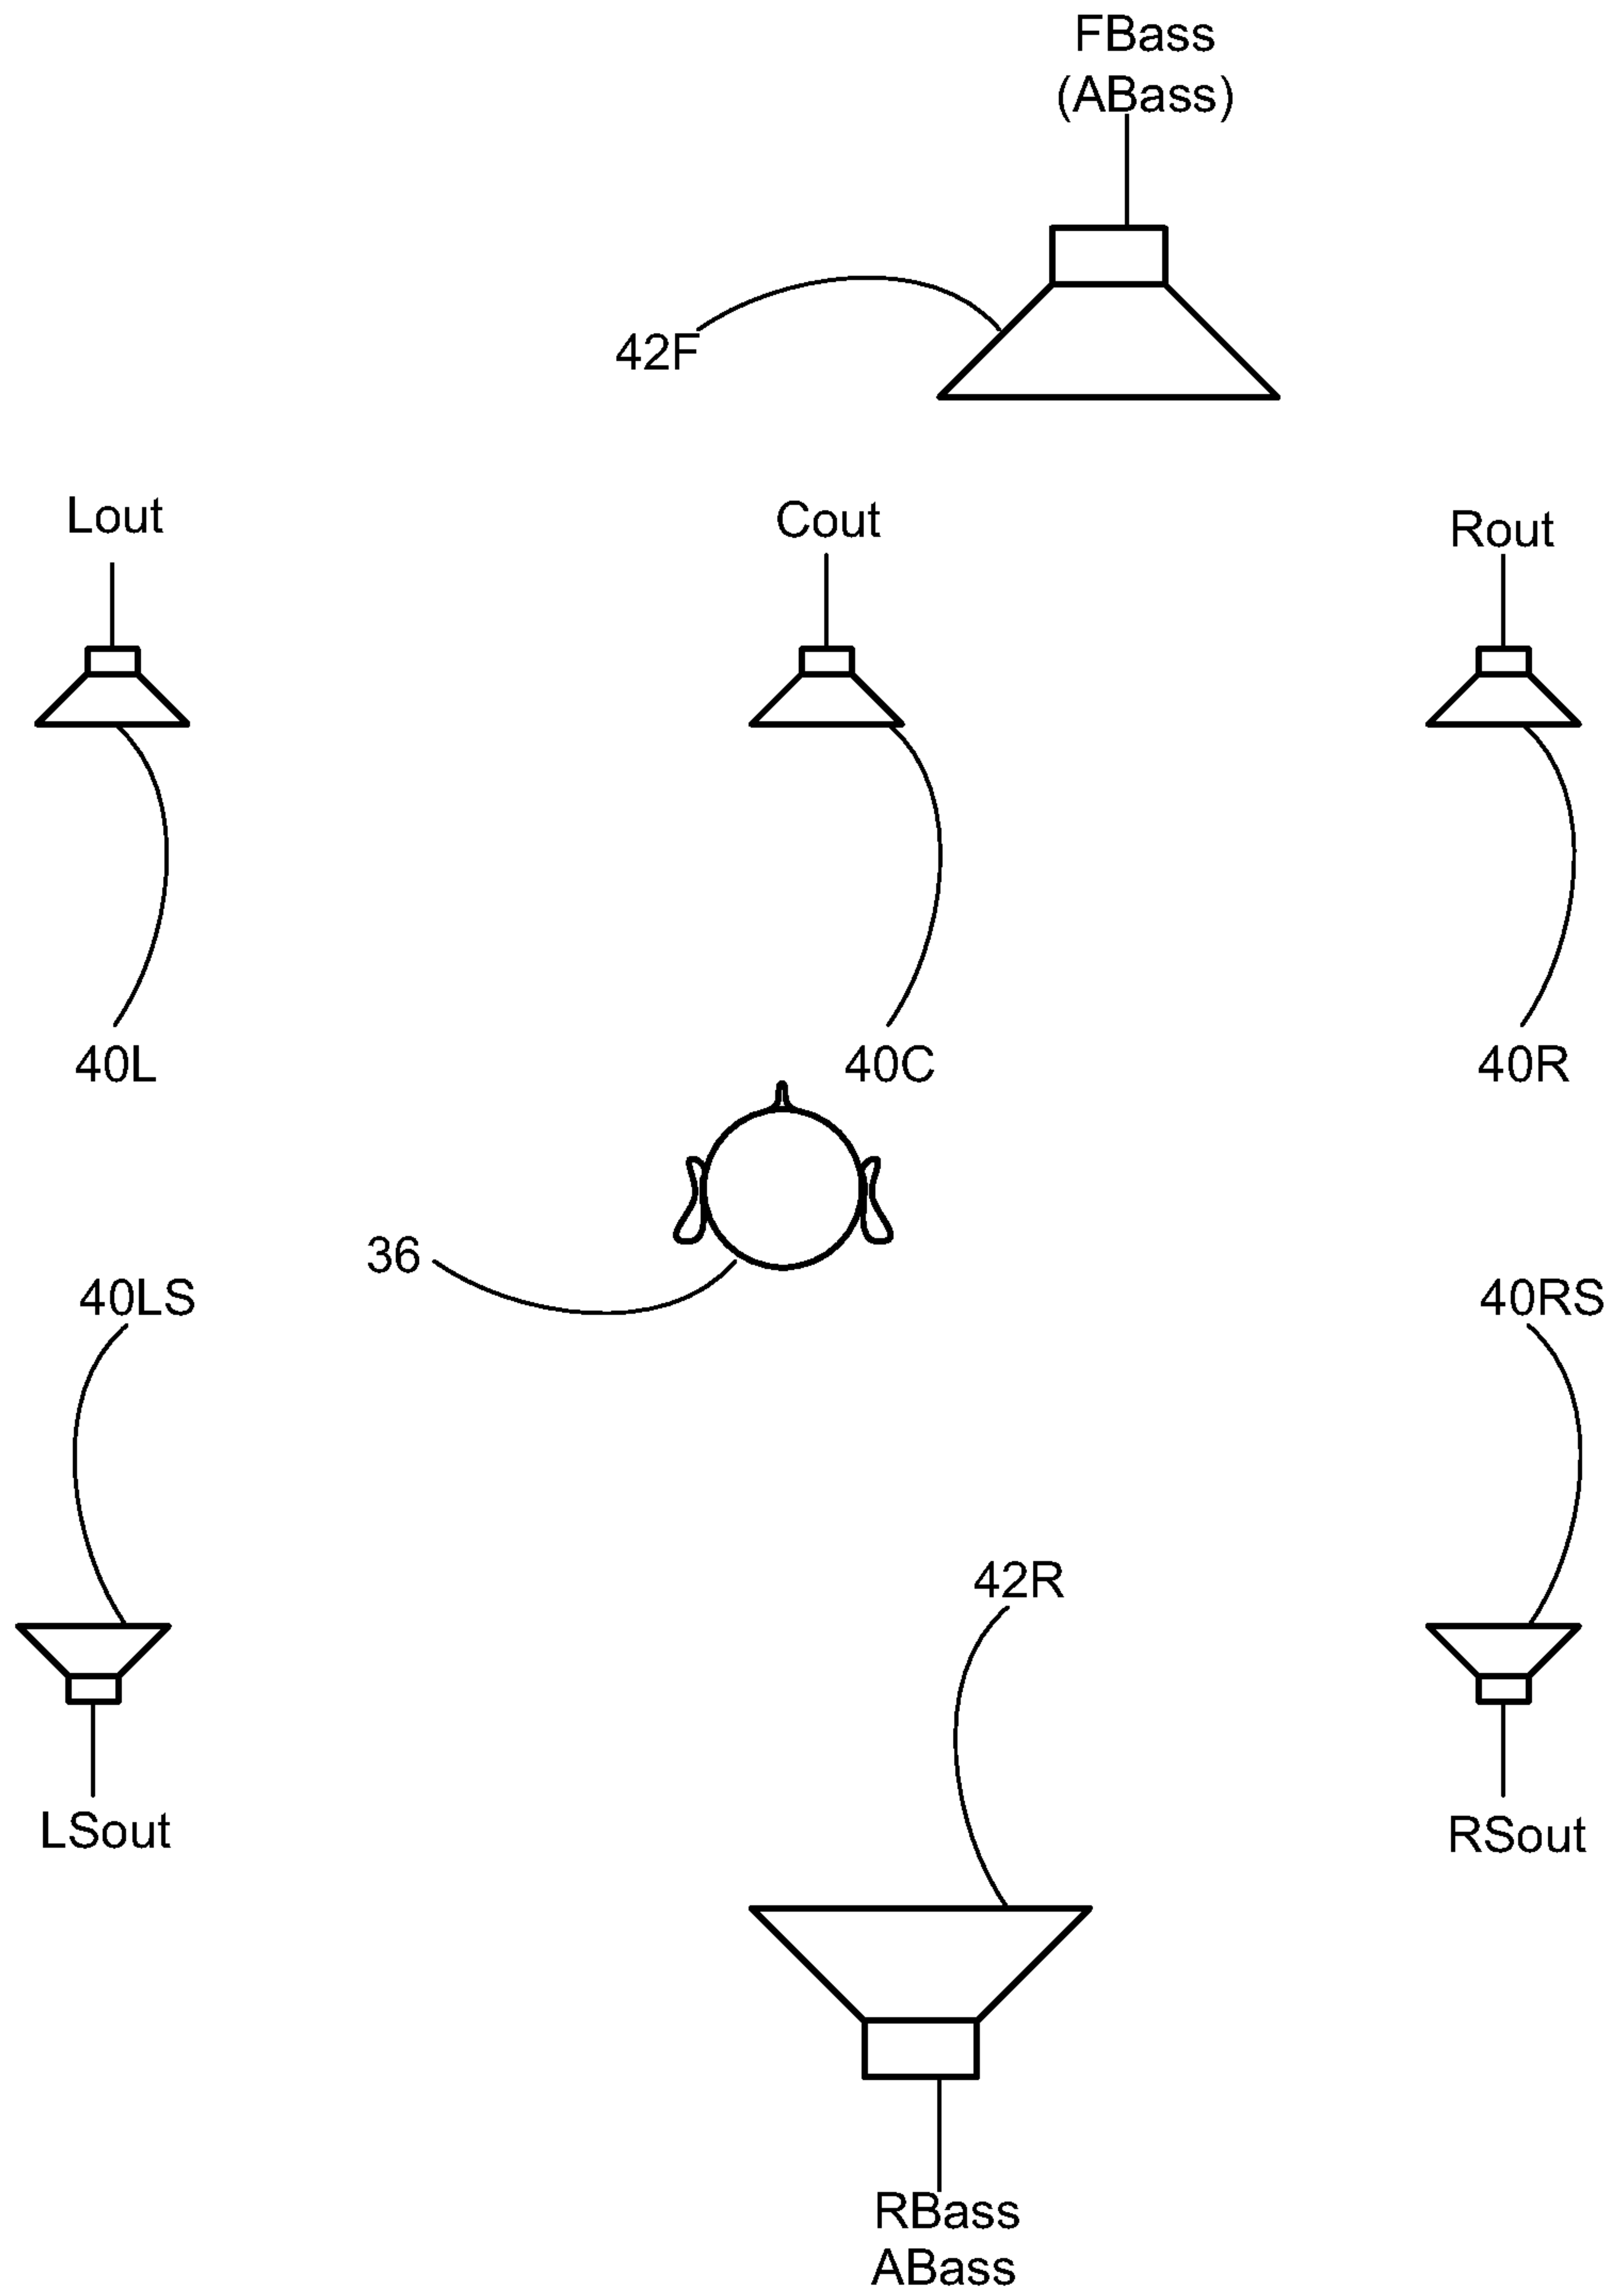 FBass
(ABass)
42F
Lout
Cout
Rout
40L
40C
40R
36
40LS
40RS
42R
LSout
RSout
RBass
ABass